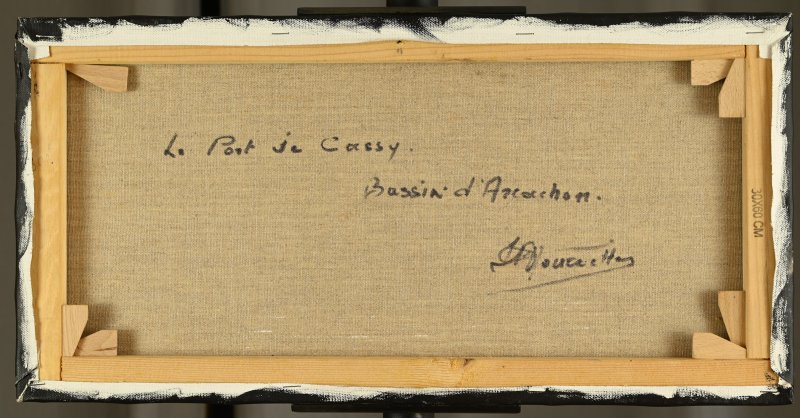 Le Port de Cassy.
Bassin d'Arcachon.
30X60 CM